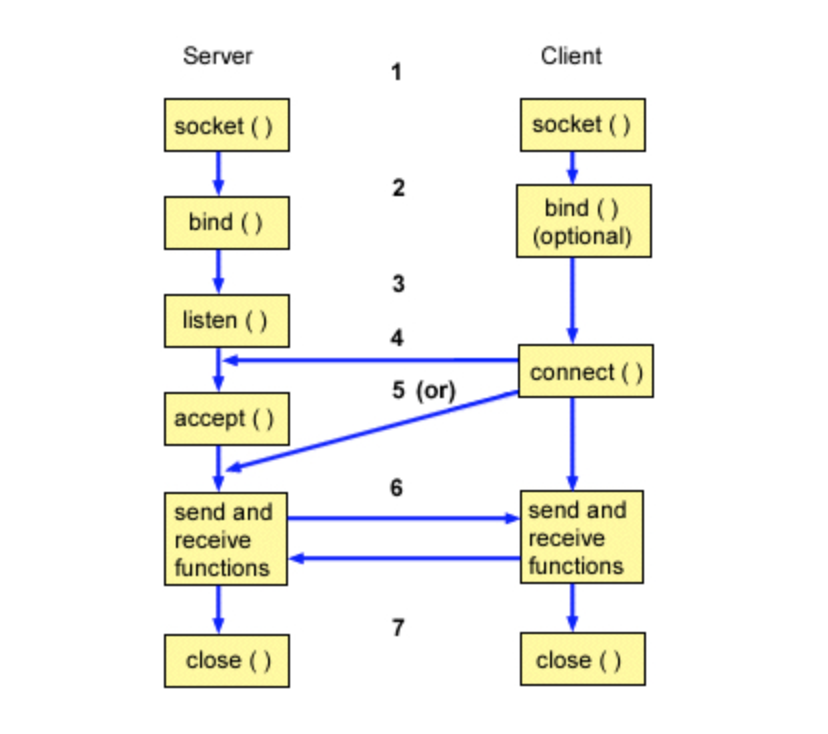 Server
Client
1
socket ( )
socket ( )
2
bind ( )
bind ( )
(optional)
3
listen ( )
4
connect ( )
5 (or)
accept ( )
6
send and
receive
functions
send and
receive
functions
7
close ( )
close ( )